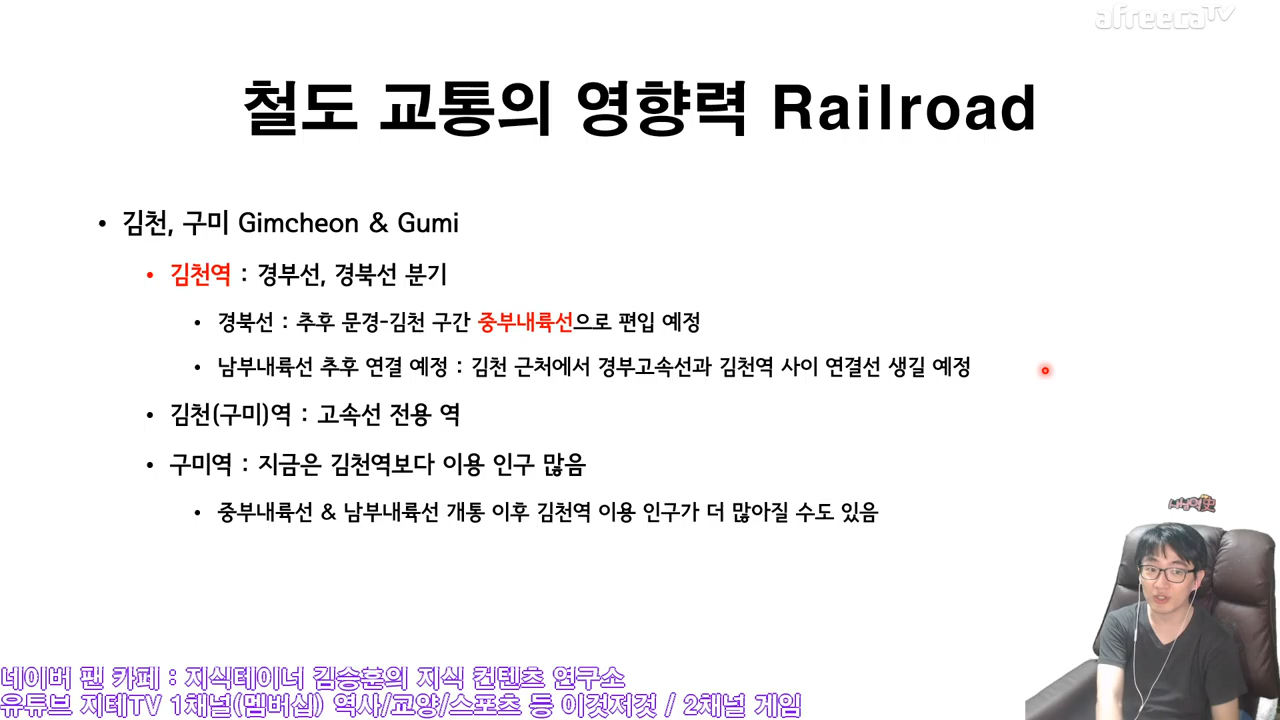 afreecaTV
철도 교통의 영향력 Railroad
• 김천, 구미 Gimcheon & Gumi
• 김천역 : 경부선, 경북선 분기
• 경북선 : 추후 문경-김천 구간 중부내륙선으로 편입 예정
• 남부내륙선 추후 연결 예정 : 김천 근처에서 경부고속선과 김천역 사이 연결선 생길 예정
• 김천(구미)역 : 고속선 전용 역
• 구미역 : 지금은 김천역보다 이용 인구 많음
• 중부내륙선 & 남부내륙선 개통 이후 김천역 이용 인구가 더 많아질 수도 있음
네이버 팬 카페 : 지식테이너 김승훈의 지식 컨텐츠 연구소
유튜브 지테TV 1채널(멤버십) 역사/교양/스포츠 등 이것저것 / 2채널 게임